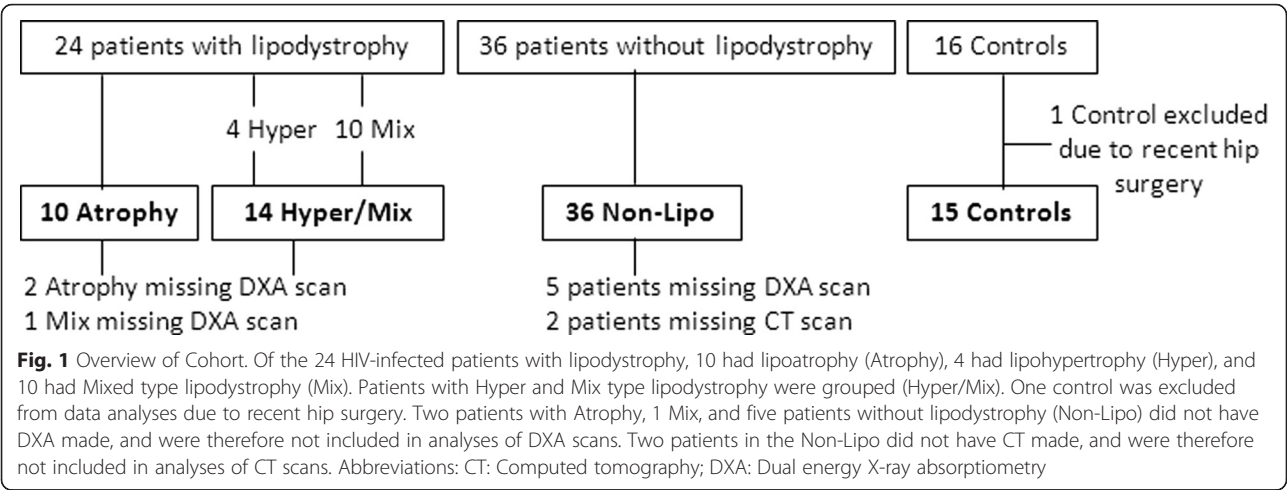 24 patients with lipodystrophy
36 patients without lipodystrophy
16 Controls
4 Hyper
10 Mix
1 Control excluded
due to recent hip
surgery
10 Atrophy
14 Hyper/Mix
36 Non-Lipo
15 Controls
2 Atrophy missing DXA scan
1 Mix missing DXA scan
5 patients missing DXA scan
2 patients missing CT scan
Fig. 1 Overview of Cohort. Of the 24 HIV-infected patients with lipodystrophy, 10 had lipoatrophy (Atrophy), 4 had lipohypertrophy (Hyper), and
10 had Mixed type lipodystrophy (Mix). Patients with Hyper and Mix type lipodystrophy were grouped (Hyper/Mix). One control was excluded
from data analyses due to recent hip surgery. Two patients with Atrophy, 1 Mix, and five patients without lipodystrophy (Non-Lipo) did not have
DXA made, and were therefore not included in analyses of DXA scans. Two patients in the Non-Lipo did not have CT made, and were therefore
not included in analyses of CT scans. Abbreviations: CT: Computed tomography; DXA: Dual energy X-ray absorptiometry